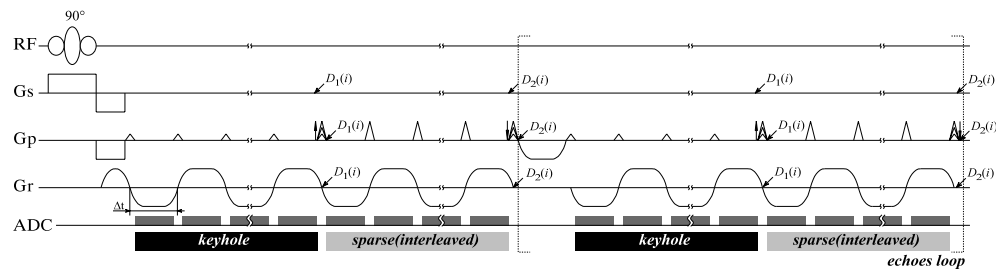 90°
RF
Gs D₁(i) D₂(i) D₁(i) D₂(i)
Gp D₁(i) D₂(i) D₁(i) D₂(i)
Gr D₁(i) D₂(i) D₁(i) D₂(i)
Δt
ADC
keyhole sparse(interleaved) keyhole sparse(interleaved)
echoes loop